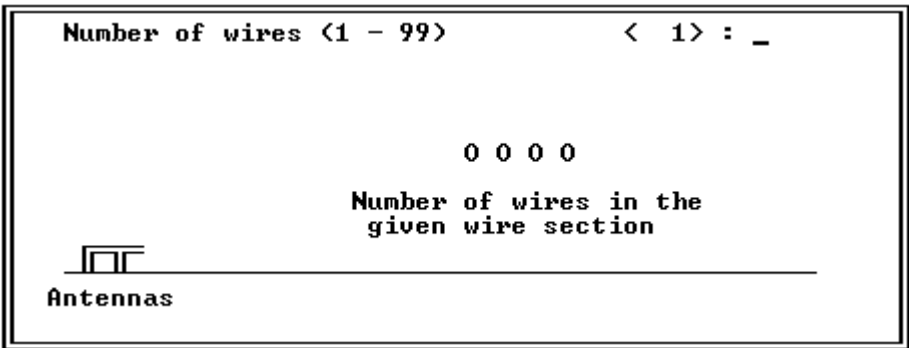 Number of wires (1 - 99) < 1> : _
0 0 0 0
Number of wires in the
given wire section
Antennas